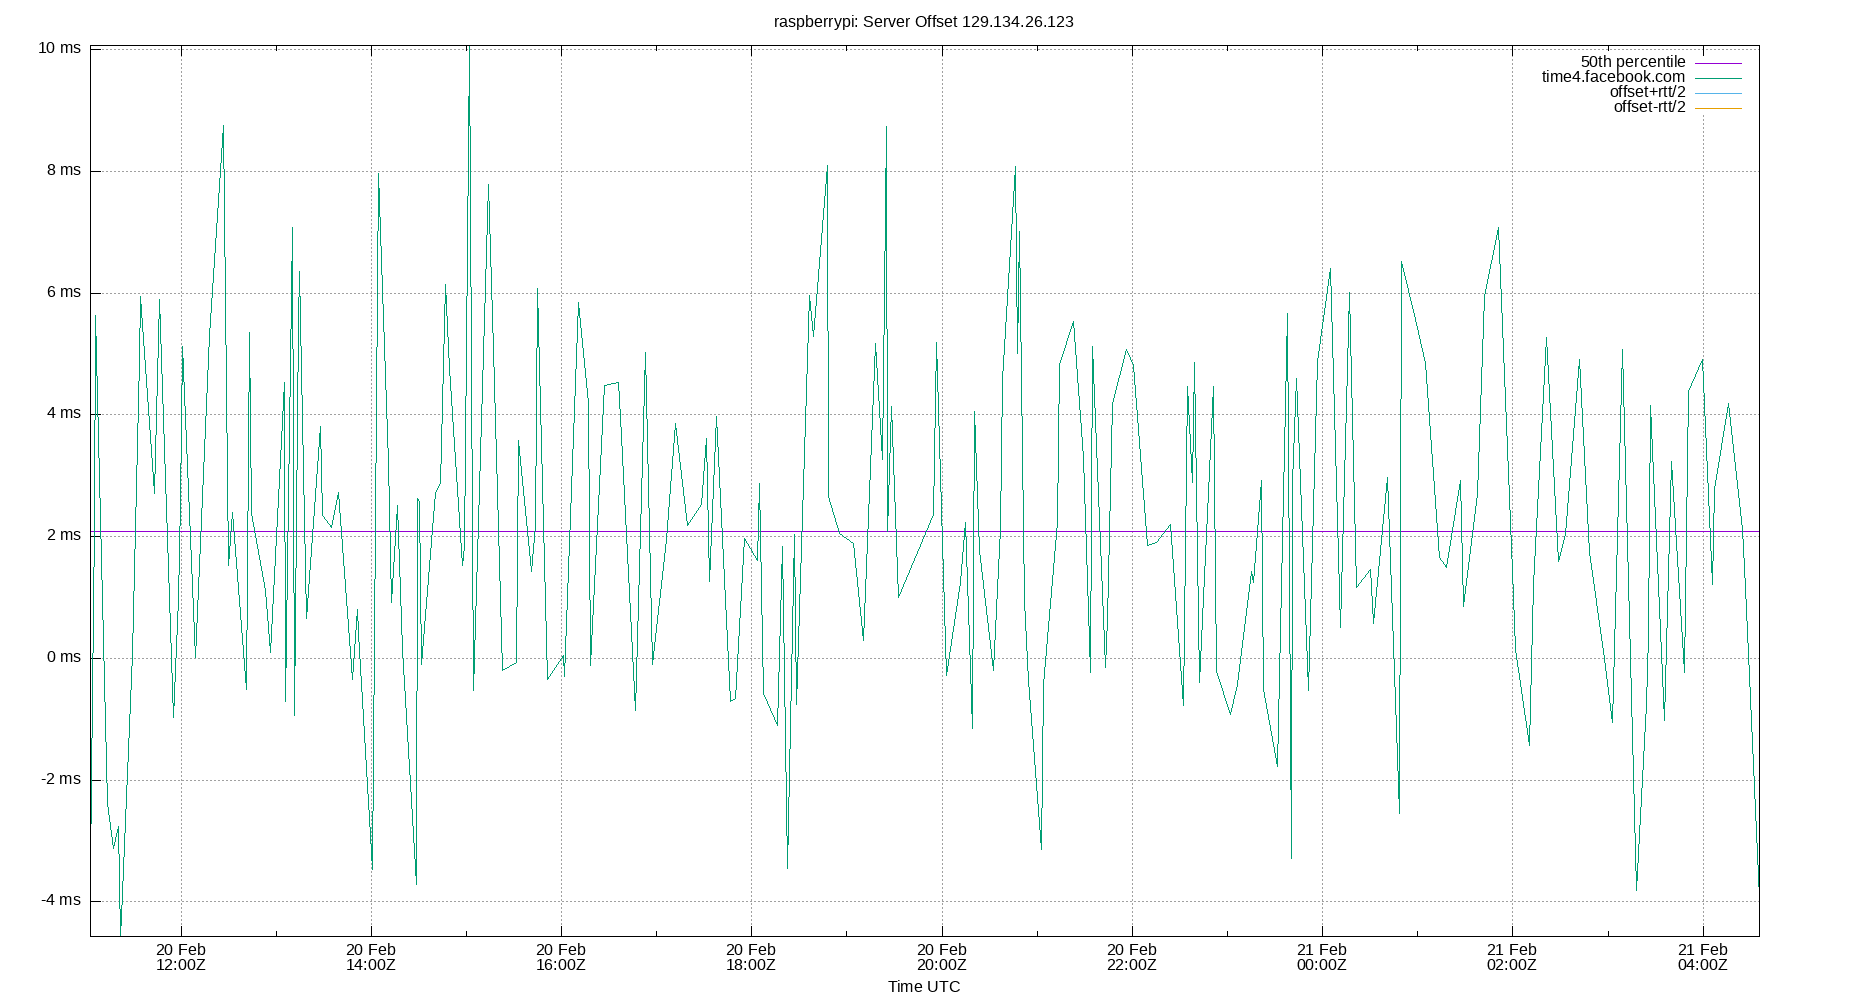 raspberrypi: Server Offset 129.134.26.123
10 ms
8 ms
6 ms
4 ms
2 ms
0 ms
-2 ms
-4 ms
50th percentile
time4.facebook.com
offset+rtt/2
offset-rtt/2
20 Feb 20 Feb 20 Feb 20 Feb 20 Feb 20 Feb 21 Feb 21 Feb 21 Feb
12:00Z 14:00Z 16:00Z 18:00Z 20:00Z 22:00Z 00:00Z 02:00Z 04:00Z
Time UTC